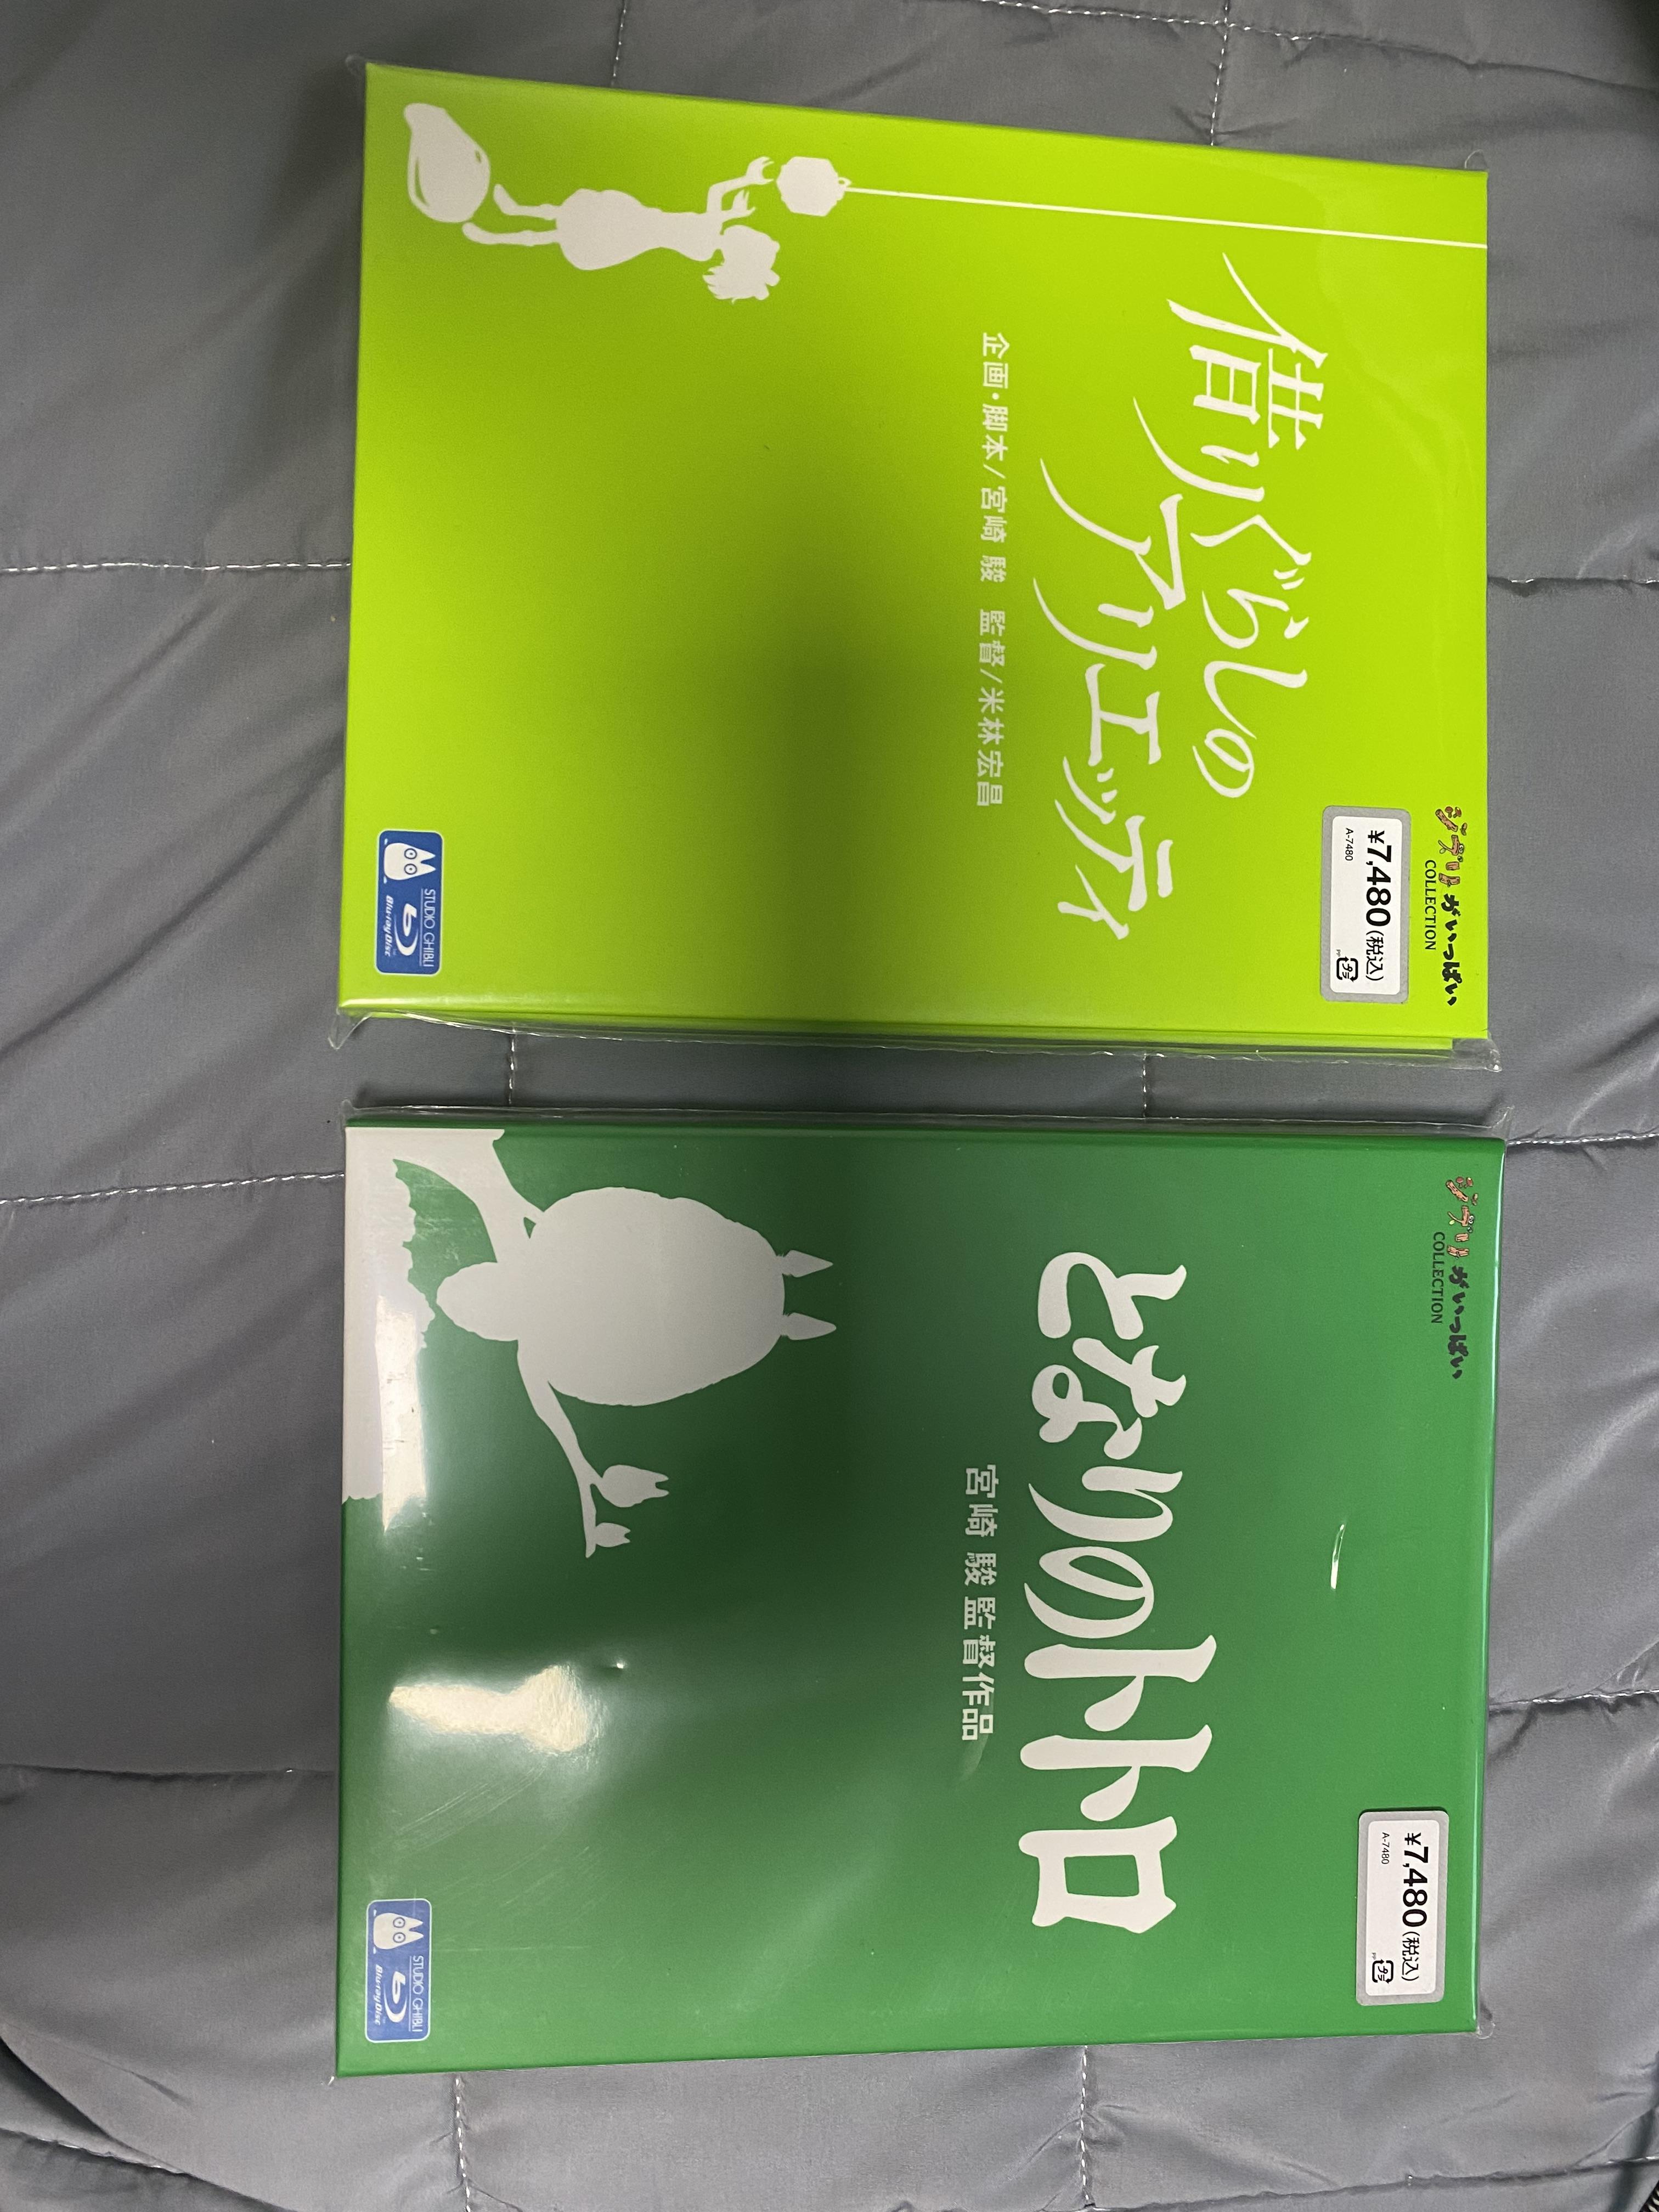 ジブリがいっぱい
COLLECTION
¥7,480(税込)
A-7480
借りぐらしの
アリエッティ
企画・脚本/宮崎 駿 監督/米林宏昌
STUDIO GHIBLI
Blu-ray Disc
ジブリがいっぱい
COLLECTION
¥7,480(税込)
A-7480
となりのトトロ
宮崎 駿 監督作品
STUDIO GHIBLI
Blu-ray Disc